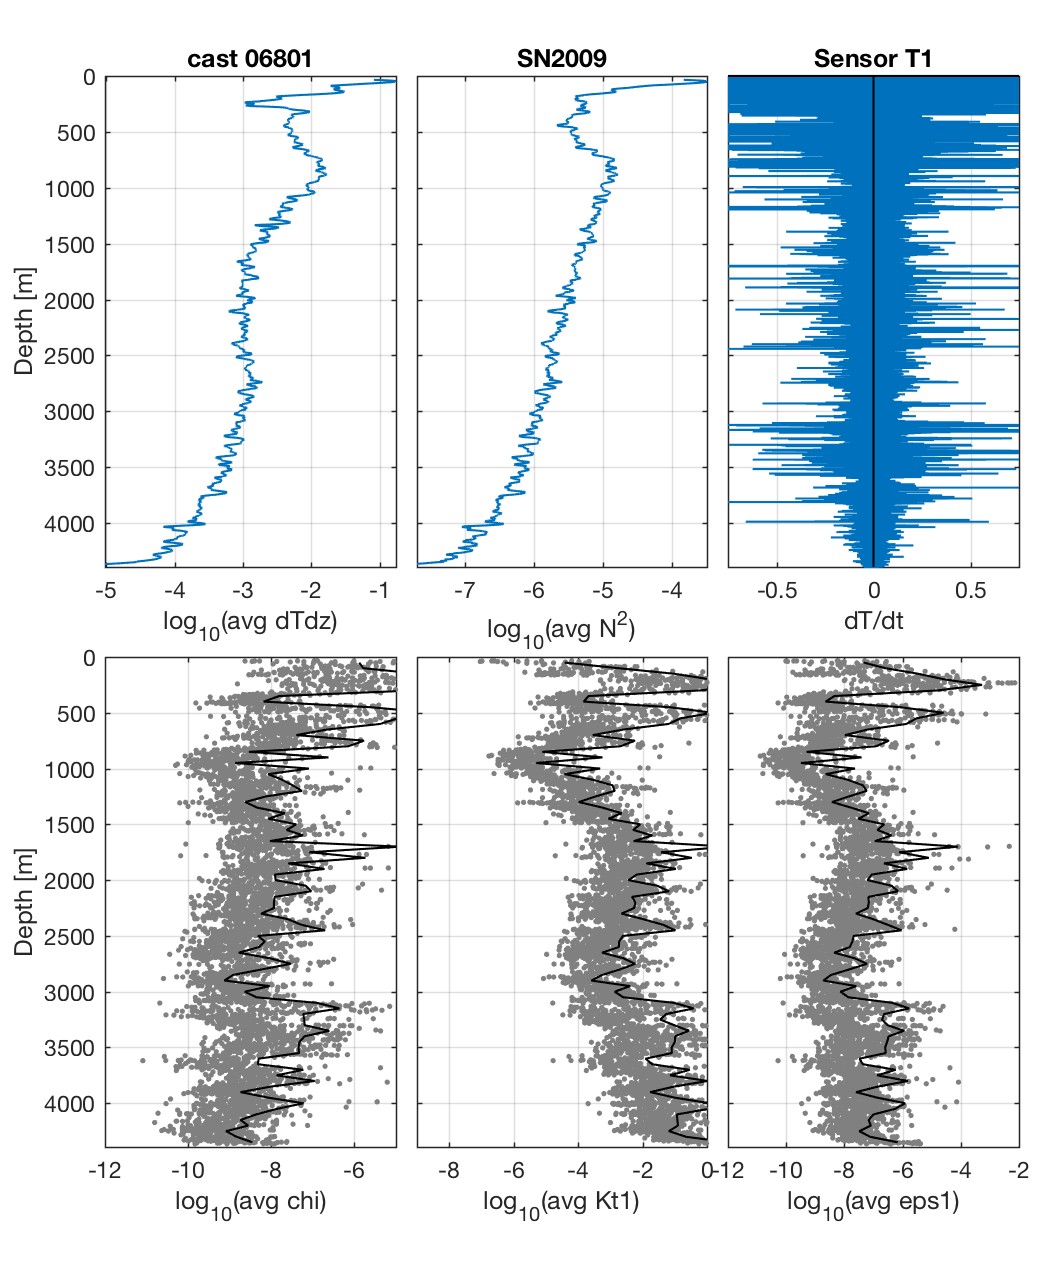 cast 06801 SN2009 Sensor T1
0
500
1000
1500
2000
2500
3000
3500
4000
Depth [m]
-5 -4 -3 -2 -1 -7 -6 -5 -4 -0.5 0 0.5
log10(avg dTdz) log10(avg N2) dT/dt
0
500
1000
1500
2000
2500
3000
3500
4000
Depth [m]
-12 -10 -8 -6 -8 -6 -4 -2 0 -12 -10 -8 -6 -4 -2
log10(avg chi) log10(avg Kt1) log10(avg eps1)